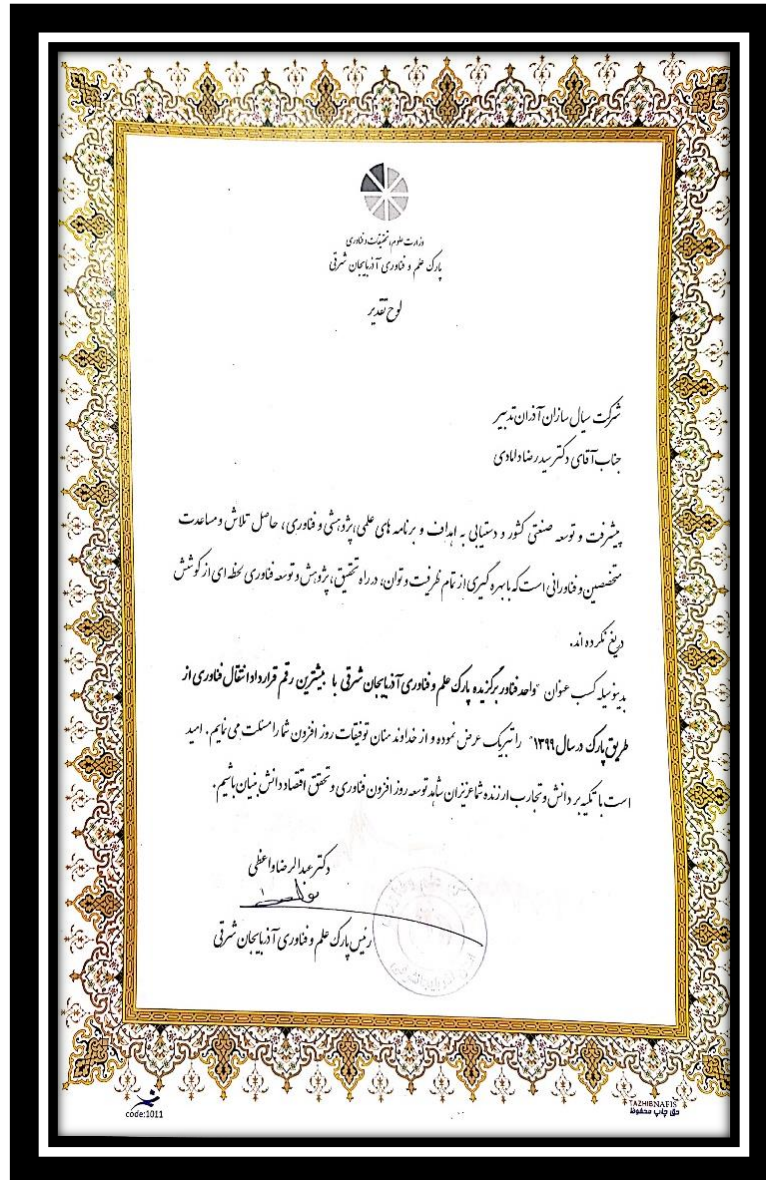 وزارت علوم، تحقیقات و فناوری
پارک علم و فناوری آذربایجان شرقی
لوح تقدیر
شرکت سیال سازان آذران تدبیر
جناب آقای دکتر سیدرضا دلدادی
پیشرفت و توسعه صنعتی کشور و دستیابی به اهداف و برنامه های علمی، پژوهشی و فناوری، حاصل تلاش و مساعدت
متخصصین و فناورانی است که با بهره گیری از تمام ظرفیت و توان، در راه تحقیق، پژوهش و توسعه فناوری لحظه ای از کوشش
دریغ نکرده اند.
بدینوسیله کسب عنوان "واحد فناور برگزیده پارک علم و فناوری آذربایجان شرقی با بیشترین رقم قرارداد انتقال فناوری از
طریق پارک در سال ۱۳۹۹" را تبریک عرض نموده و از خداوند منان توفیقات روز افزون شما را مسئلت می نمایم. امید
است با تکیه بر دانش و تجارب ارزنده شما عزیزان شاهد توسعه روز افزون فناوری و تحقق اقتصاد دانش بنیان باشیم.
دکتر عبدالرضا واعظی
رئیس پارک علم و فناوری آذربایجان شرقی
code:1011
TAZHIBNAFIS
حق چاپ محفوظ